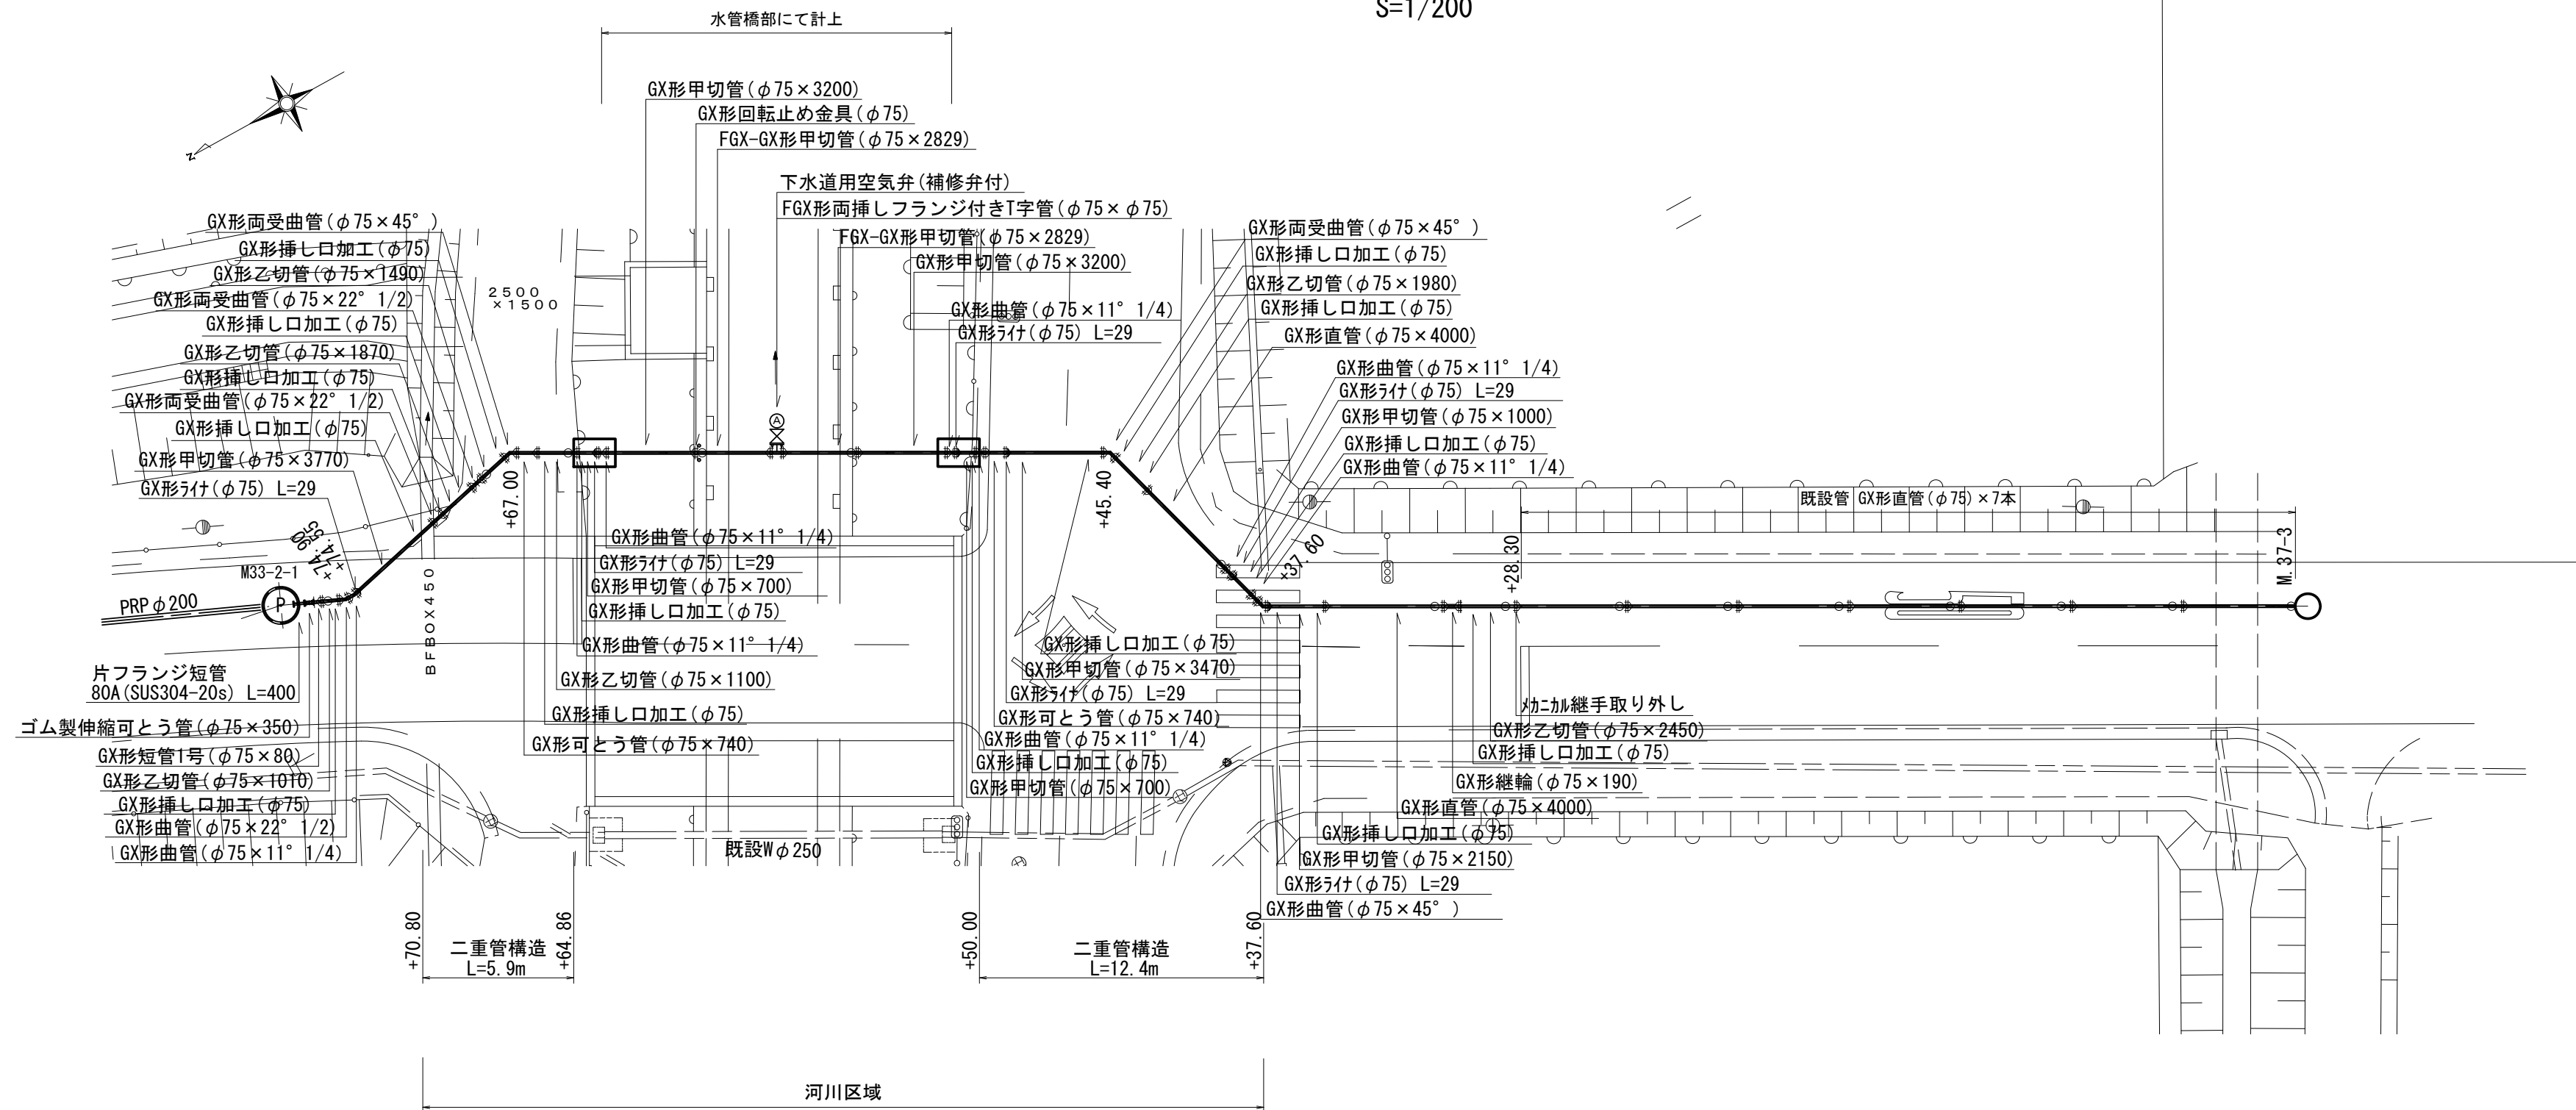 S=1/200
水管橋部にて計上
GX形甲切管(φ75×3200)
GX形回転止め金具(φ75)
FGX-GX形甲切管(φ75×2829)
下水道用空気弁(補修弁付)
FGX形両挿しフランジ付きT字管(φ75×φ75)
FGX-GX形甲切管(φ75×2829)
GX形甲切管(φ75×3200)
GX形曲管(φ75×11°1/4)
GX形ﾗｲﾅ(φ75) L=29
N
GX形両受曲管(φ75×45°)
GX形挿し口加工(φ75)
GX形乙切管(φ75×1490)
GX形両受曲管(φ75×22°1/2)
GX形挿し口加工(φ75)
GX形乙切管(φ75×1870)
GX形挿し口加工(φ75)
GX形両受曲管(φ75×22°1/2)
GX形挿し口加工(φ75)
GX形甲切管(φ75×3770)
GX形ﾗｲﾅ(φ75) L=29
2500
×1500
A
GX形両受曲管(φ75×45°)
GX形挿し口加工(φ75)
GX形乙切管(φ75×1980)
GX形挿し口加工(φ75)
GX形直管(φ75×4000)
GX形曲管(φ75×11°1/4)
GX形ﾗｲﾅ(φ75) L=29
GX形甲切管(φ75×1000)
GX形挿し口加工(φ75)
GX形曲管(φ75×11°1/4)
既設管 GX形直管(φ75)×7本
+74.55
+74.90
+67.00
+45.40
+37.60
+28.30
M.37-3
M33-2-1
P
PRPφ200
BFBOX450
GX形曲管(φ75×11°1/4)
GX形ﾗｲﾅ(φ75) L=29
GX形甲切管(φ75×700)
GX形挿し口加工(φ75)
GX形曲管(φ75×11°1/4)
GX形乙切管(φ75×1100)
GX形挿し口加工(φ75)
GX形可とう管(φ75×740)
GX形挿し口加工(φ75)
GX形甲切管(φ75×3470)
GX形ﾗｲﾅ(φ75) L=29
GX形可とう管(φ75×740)
GX形曲管(φ75×11°1/4)
GX形挿し口加工(φ75)
GX形甲切管(φ75×700)
片フランジ短管
80A(SUS304-20s) L=400
ゴム製伸縮可とう管(φ75×350)
GX形短管1号(φ75×80)
GX形乙切管(φ75×1010)
GX形挿し口加工(φ75)
GX形曲管(φ75×22°1/2)
GX形曲管(φ75×11°1/4)
ﾒｶﾆｶﾙ継手取り外し
GX形乙切管(φ75×2450)
GX形挿し口加工(φ75)
GX形継輪(φ75×190)
GX形直管(φ75×4000)
GX形挿し口加工(φ75)
GX形甲切管(φ75×2150)
GX形ﾗｲﾅ(φ75) L=29
GX形曲管(φ75×45°)
既設Wφ250
+70.80
二重管構造
L=5.9m
+64.86
+50.00
二重管構造
L=12.4m
+37.60
河川区域